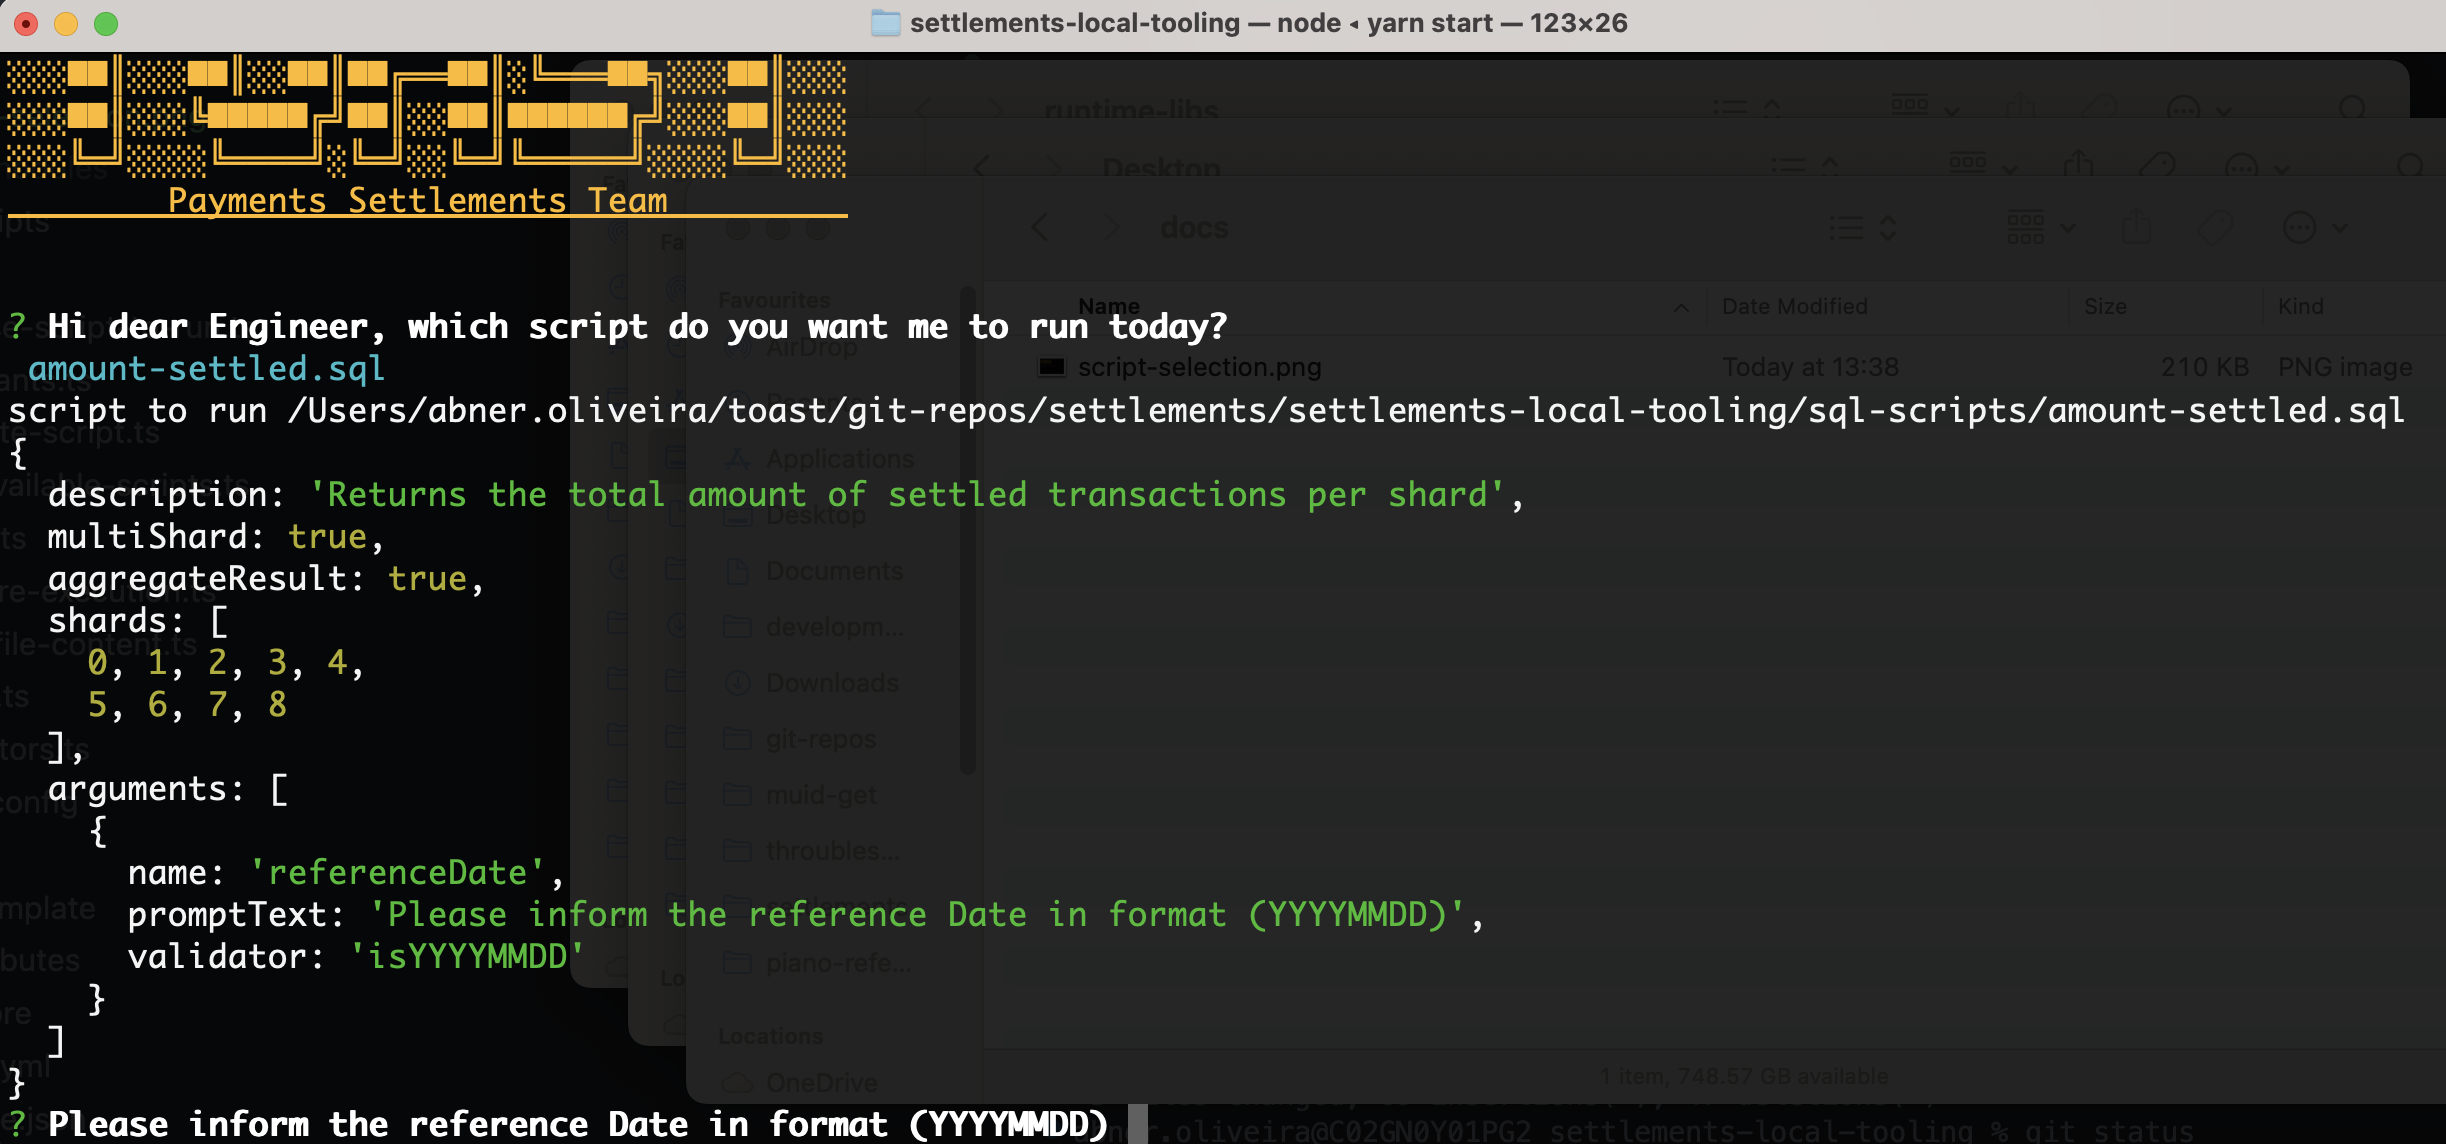 settlements-local-tooling — node ◂ yarn start — 123×26
runtime-libs
Desktop
Payments Settlements Team
docs
Favourites
Name
Date Modified
Size
Kind
? Hi dear Engineer, which script do you want me to run today?
AirDrop
amount-settled.sql
script-selection.png
Today at 13:38
210 KB
PNG image
script to run /Users/abner.oliveira/toast/git-repos/settlements/settlements-local-tooling/sql-scripts/amount-settled.sql
{
Applications
description: 'Returns the total amount of settled transactions per shard',
Desktop
multiShard: true,
Documents
aggregateResult: true,
shards: [
developm...
0, 1, 2, 3, 4,
Downloads
5, 6, 7, 8
git-repos
],
arguments: [
muid-get
{
throubles...
name: 'referenceDate',
promptText: 'Please inform the reference Date in format (YYYYMMDD)',
validator: 'isYYYYMMDD'
piano-refe...
}
Locations
]
OneDrive
1 item, 748.57 GB available
}
? Please inform the reference Date in format (YYYYMMDD)
.oliveira@C02GN0Y01PG2 settlements-local-tooling % git status